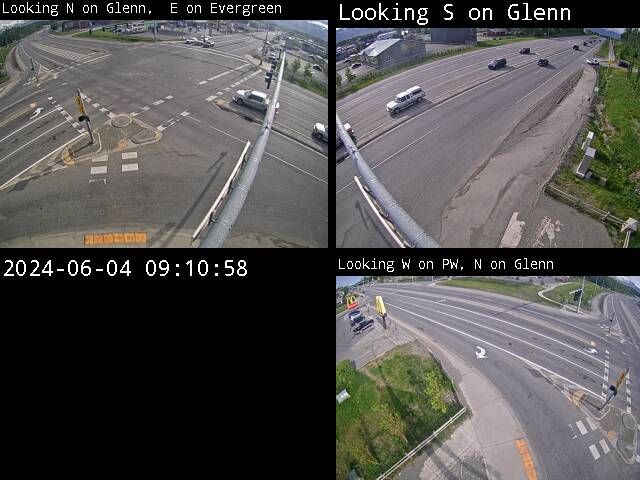 Looking N on Glenn,  E on Evergreen
Looking S on Glenn
2024-06-04 09:10:58
Looking W on PW, N on Glenn